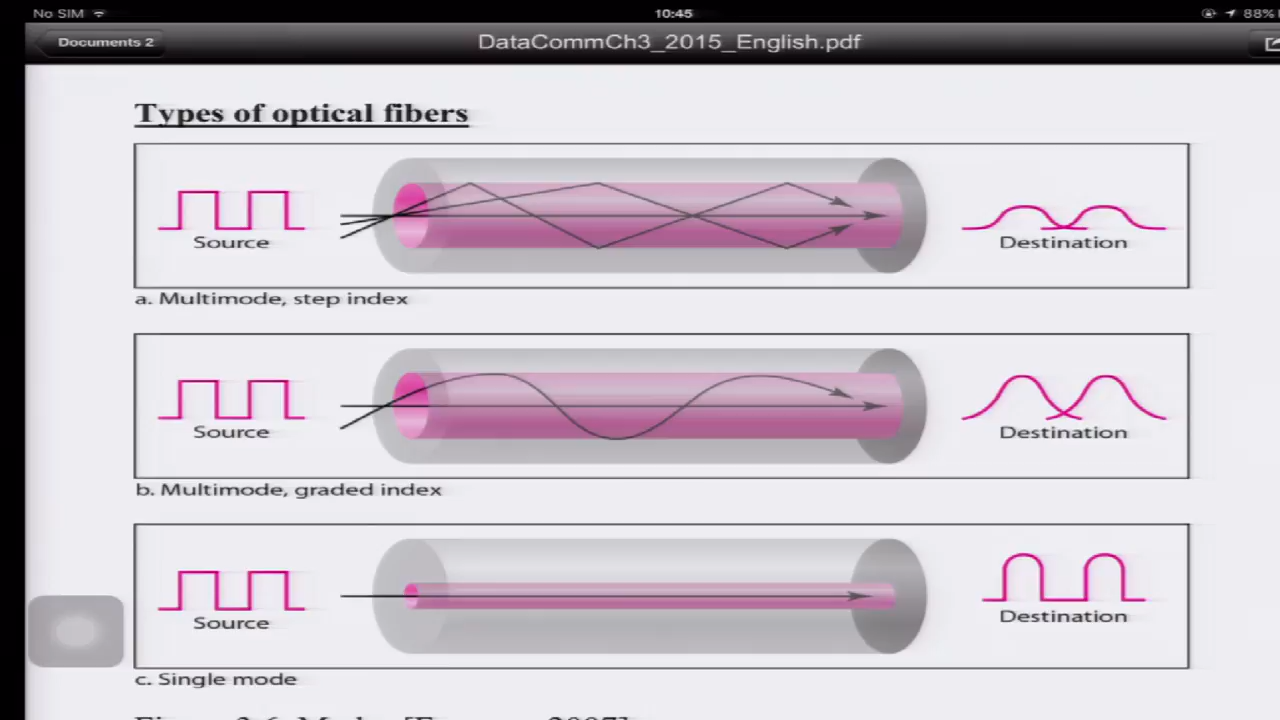 No SIM
10:45
88%
Documents 2
DataCommCh3_2015_English.pdf
Types of optical fibers
Source
Destination
a. Multimode, step index
Source
Destination
b. Multimode, graded index
Source
Destination
c. Single mode